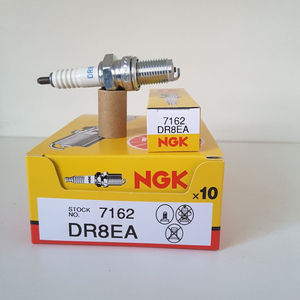 DR8
7162
DR8EA
NGK
NGK
x10
STOCK
NO.
7162
DR8EA